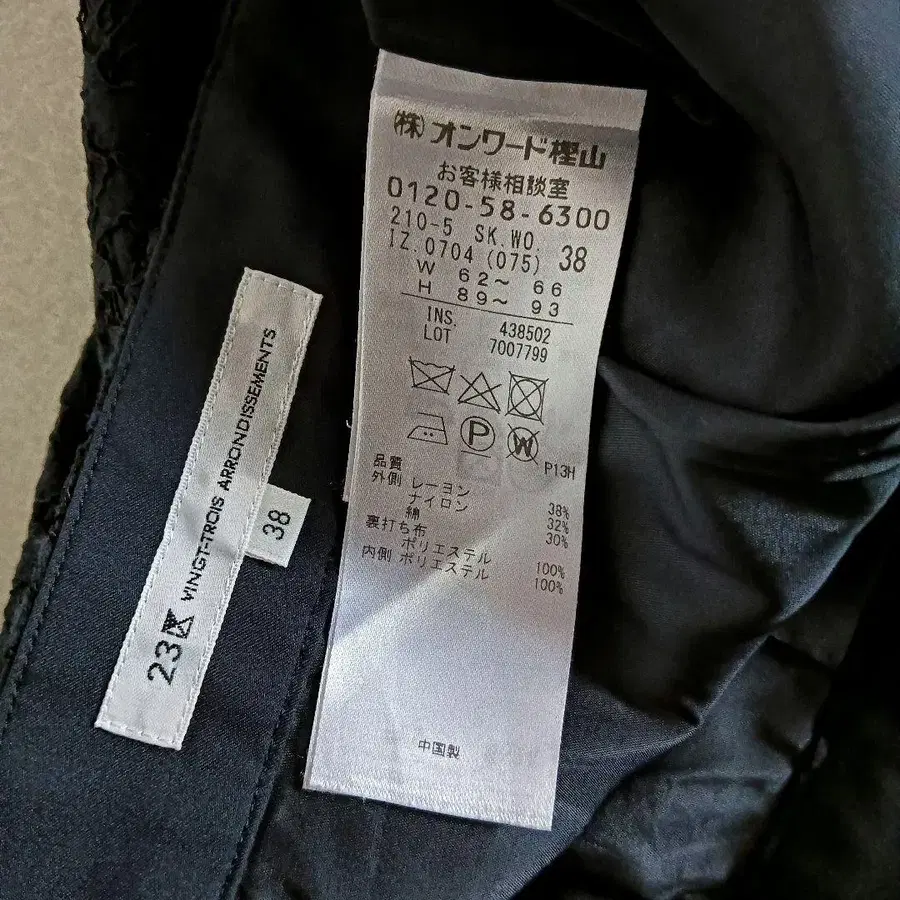 (株)オンワード樫山
お客様相談室
0120-58-6300
210-5 SK.WO.
IZ.0704 (075) 38
W 62～ 66
H 89～ 93
INS. 438502
LOT 7007799
P
W
P13H
品質
外側 レーヨン 38%
ナイロン 32%
綿 30%
裏打ち布
ポリエステル 100%
内側 ポリエステル 100%
中国製
23区 VINGT-TROIS ARRONDISSEMENTS
38